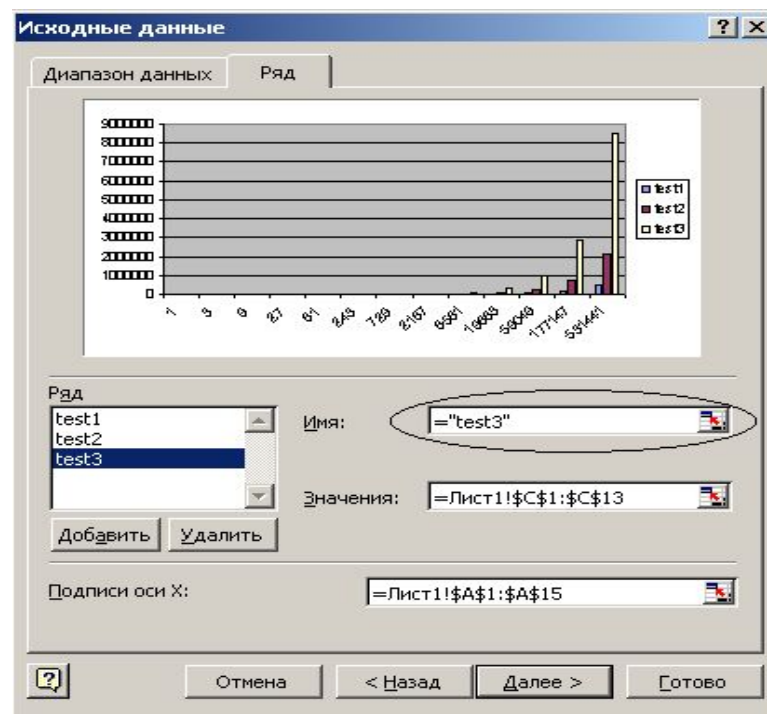 Исходные данные
Диапазон данных Ряд
9000000
8000000
7000000
6000000
5000000
4000000
3000000
2000000
1000000
0
test1
test2
test3
1 3 9 27 81 243 729 2187 6561 19683 59049 177147 531441
Ряд
test1
test2
test3
Имя: ="test3"
Значения: =Лист1!$C$1:$C$13
Добавить Удалить
Подписи оси X: =Лист1!$A$1:$A$15
Отмена < Назад Далее > Готово